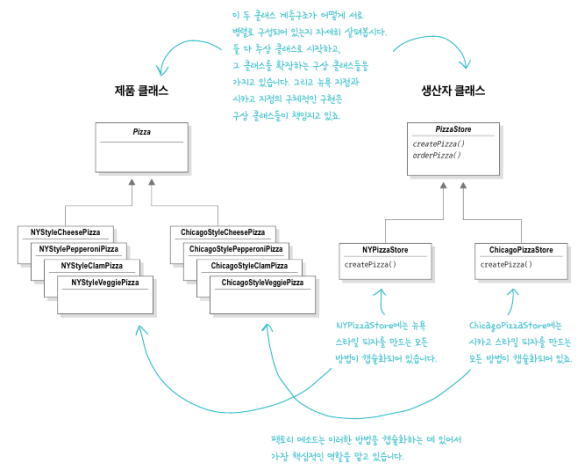 이 두 클래스 계층구조가 어떻게 서로
병렬로 구성되어 있는지 자세히 살펴봅시다.
둘 다 추상 클래스로 시작하고,
그 클래스를 확장하는 구상 클래스들을
가지고 있습니다. 그리고 뉴욕 지점과
시카고 지점의 구체적인 구현은
구상 클래스들이 책임지고 있죠.
제품 클래스
생산자 클래스
Pizza
PizzaStore
createPizza()
orderPizza()
NYStyleCheesePizza
NYStylePepperoniPizza
NYStyleClamPizza
NYStyleVeggiePizza
ChicagoStyleCheesePizza
ChicagoStylePepperoniPizza
ChicagoStyleClamPizza
ChicagoStyleVeggiePizza
NYPizzaStore
createPizza()
ChicagoPizzaStore
createPizza()
NYPizzaStore에는 뉴욕
스타일 피자를 만드는 모든
방법이 캡슐화되어 있습니다.
ChicagoPizzaStore에는
시카고 스타일 피자를 만드는
모든 방법이 캡슐화되어 있죠.
팩토리 메소드는 이러한 방법을 캡슐화하는 데 있어서
가장 핵심적인 역할을 맡고 있습니다.